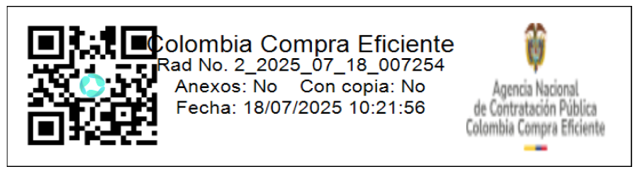 Colombia Compra Eficiente
Rad No. 2_2025_07_18_007254
Anexos: No Con copia: No
Fecha: 18/07/2025 10:21:56
Agencia Nacional
de Contratación Pública
Colombia Compra Eficiente